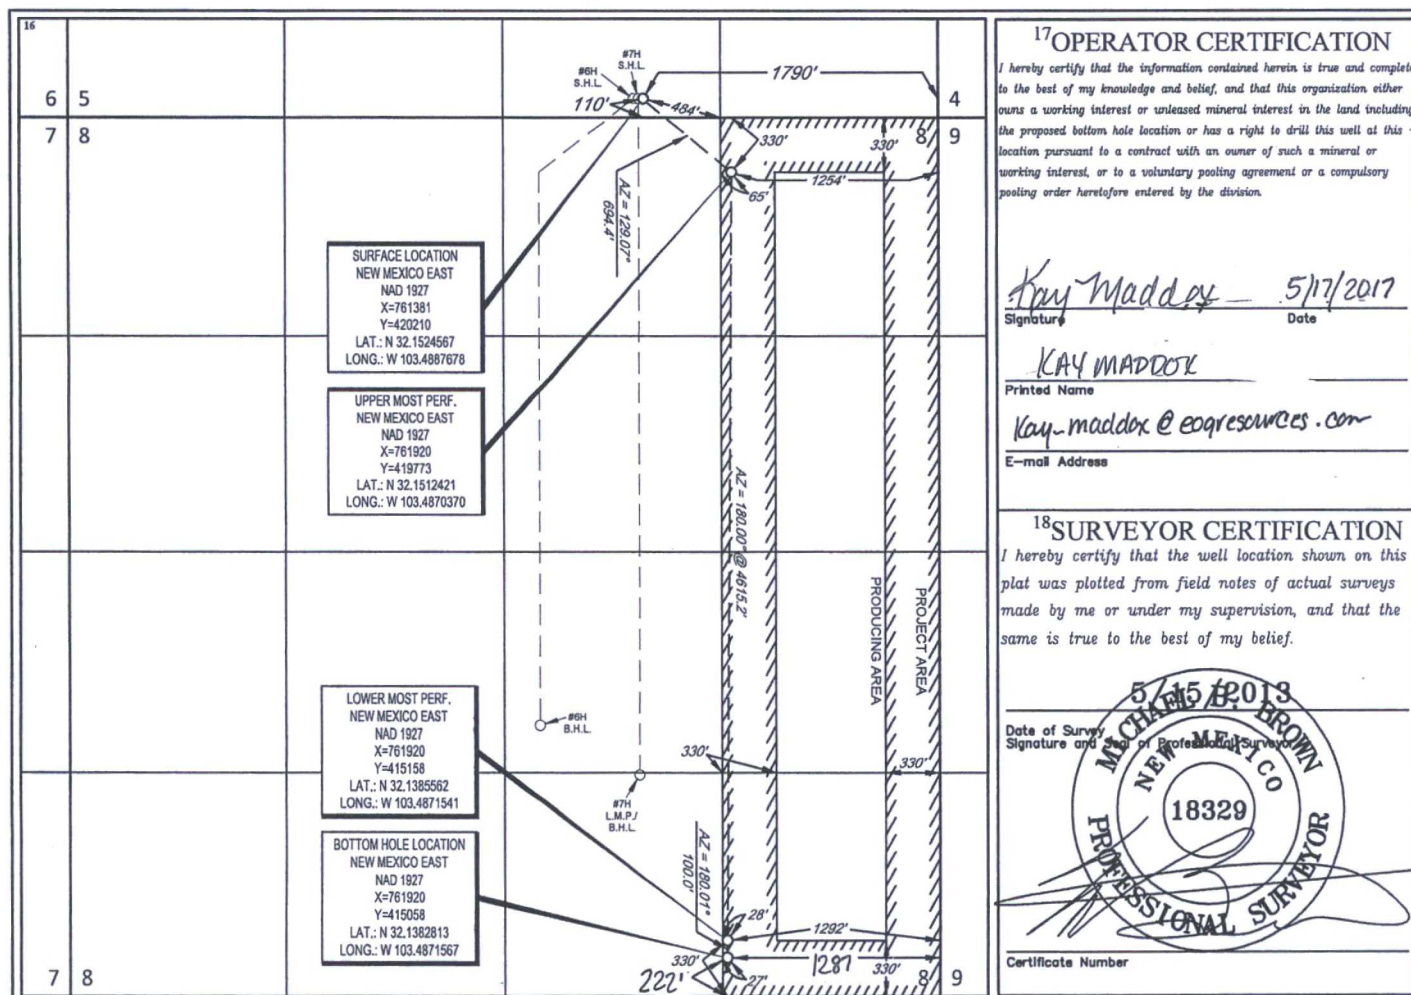 16
#7H
S.H.L.
#6H
S.H.L.
1790'
6 5
110'
484'
4
7 8
330'
330'
8 9
1254'
65'
AZ = 129.07°
694.4'
SURFACE LOCATION
NEW MEXICO EAST
NAD 1927
X=761381
Y=420210
LAT.: N 32.1524567
LONG.: W 103.4887678
UPPER MOST PERF.
NEW MEXICO EAST
NAD 1927
X=761920
Y=419773
LAT.: N 32.1512421
LONG.: W 103.4870370
AZ = 180.00° @ 4615.2'
PRODUCING AREA
PROJECT AREA
LOWER MOST PERF.
NEW MEXICO EAST
NAD 1927
X=761920
Y=415158
LAT.: N 32.1385562
LONG.: W 103.4871541
#6H
B.H.L.
330'
330'
#7H
L.M.P./
B.H.L.
AZ = 180.01°
100.0'
BOTTOM HOLE LOCATION
NEW MEXICO EAST
NAD 1927
X=761920
Y=415058
LAT.: N 32.1382813
LONG.: W 103.4871567
28'
1292'
330'
1287
330'
222'
27'
7 8
8 9
17 OPERATOR CERTIFICATION
I hereby certify that the information contained herein is true and complete
to the best of my knowledge and belief, and that this organization either
owns a working interest or unleased mineral interest in the land including
the proposed bottom hole location or has a right to drill this well at this
location pursuant to a contract with an owner of such a mineral or
working interest, or to a voluntary pooling agreement or a compulsory
pooling order heretofore entered by the division.
Kay Maddox 5/17/2017
Signature Date
KAY MADDOX
Printed Name
Kay_maddox@eogresources.com
E-mail Address
18 SURVEYOR CERTIFICATION
I hereby certify that the well location shown on this
plat was plotted from field notes of actual surveys
made by me or under my supervision, and that the
same is true to the best of my belief.
5/15/2013
Date of Survey
Signature and Seal of Professional Surveyor
MICHAEL B. BROWN
NEW MEXICO
18329
PROFESSIONAL SURVEYOR
Certificate Number